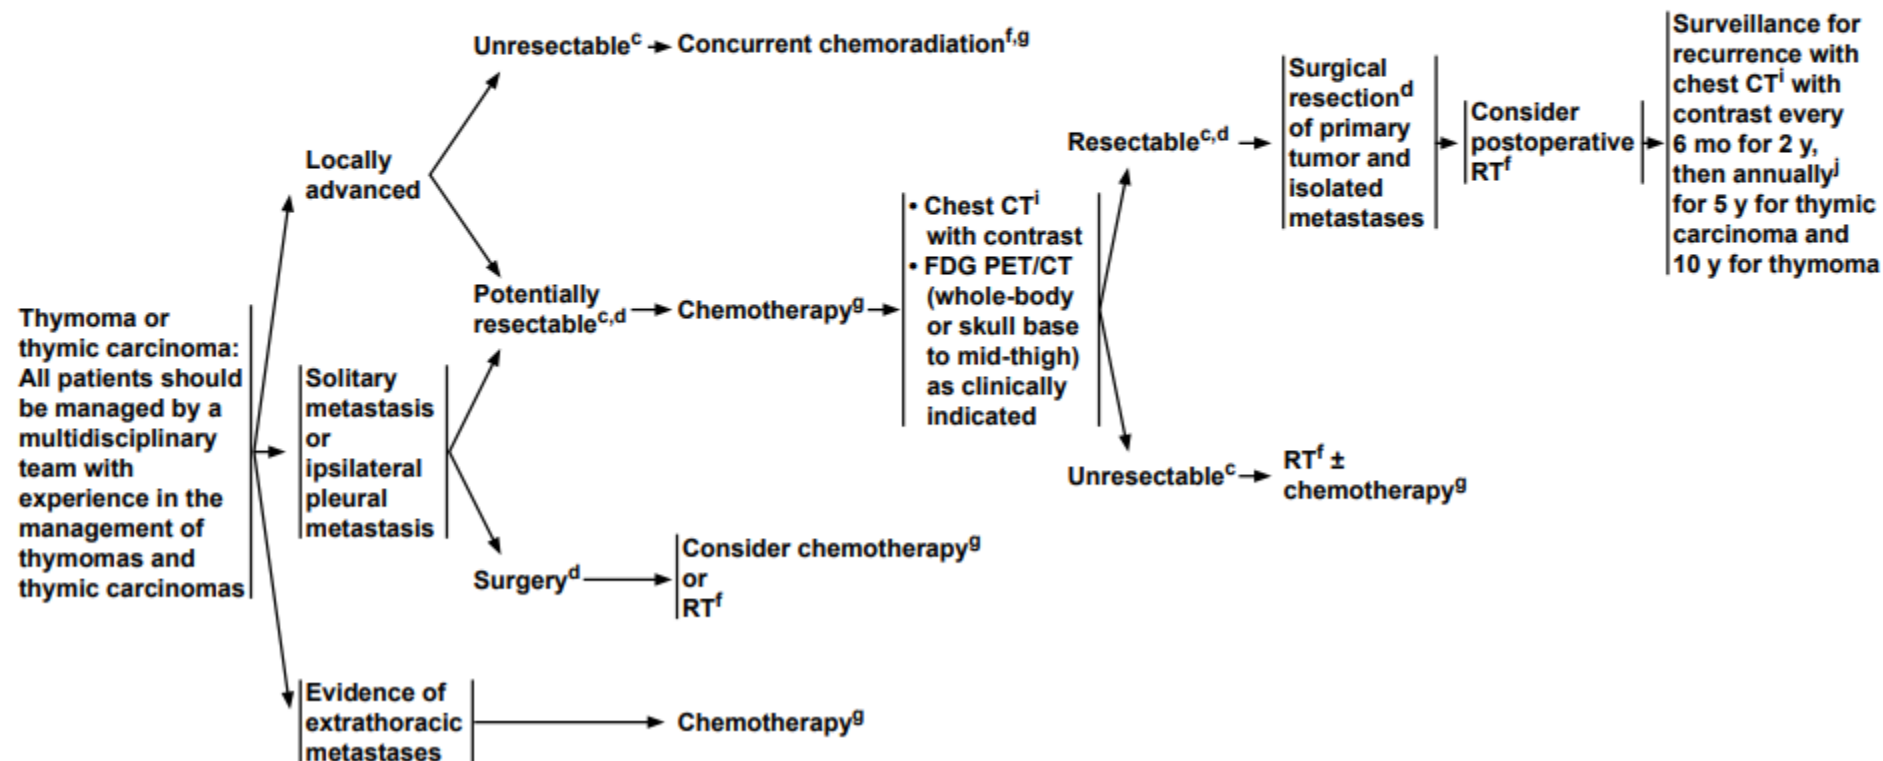 Thymoma or
thymic carcinoma:
All patients should
be managed by a
multidisciplinary
team with
experience in the
management of
thymomas and
thymic carcinomas
Locally
advanced
Unresectableᶜ
Concurrent chemoradiationᶠ,ᵍ
Potentially
resectableᶜ,ᵈ
Chemotherapyᵍ
• Chest CTⁱ
with contrast
• FDG PET/CT
(whole-body
or skull base
to mid-thigh)
as clinically
indicated
Resectableᶜ,ᵈ
Surgical
resectionᵈ
of primary
tumor and
isolated
metastases
Consider
postoperative
RTᶠ
Surveillance for
recurrence with
chest CTⁱ with
contrast every
6 mo for 2 y,
then annuallyʲ
for 5 y for thymic
carcinoma and
10 y for thymoma
Unresectableᶜ
RTᶠ ±
chemotherapyᵍ
Solitary
metastasis
or
ipsilateral
pleural
metastasis
Surgeryᵈ
Consider chemotherapyᵍ
or
RTᶠ
Evidence of
extrathoracic
metastases
Chemotherapyᵍ